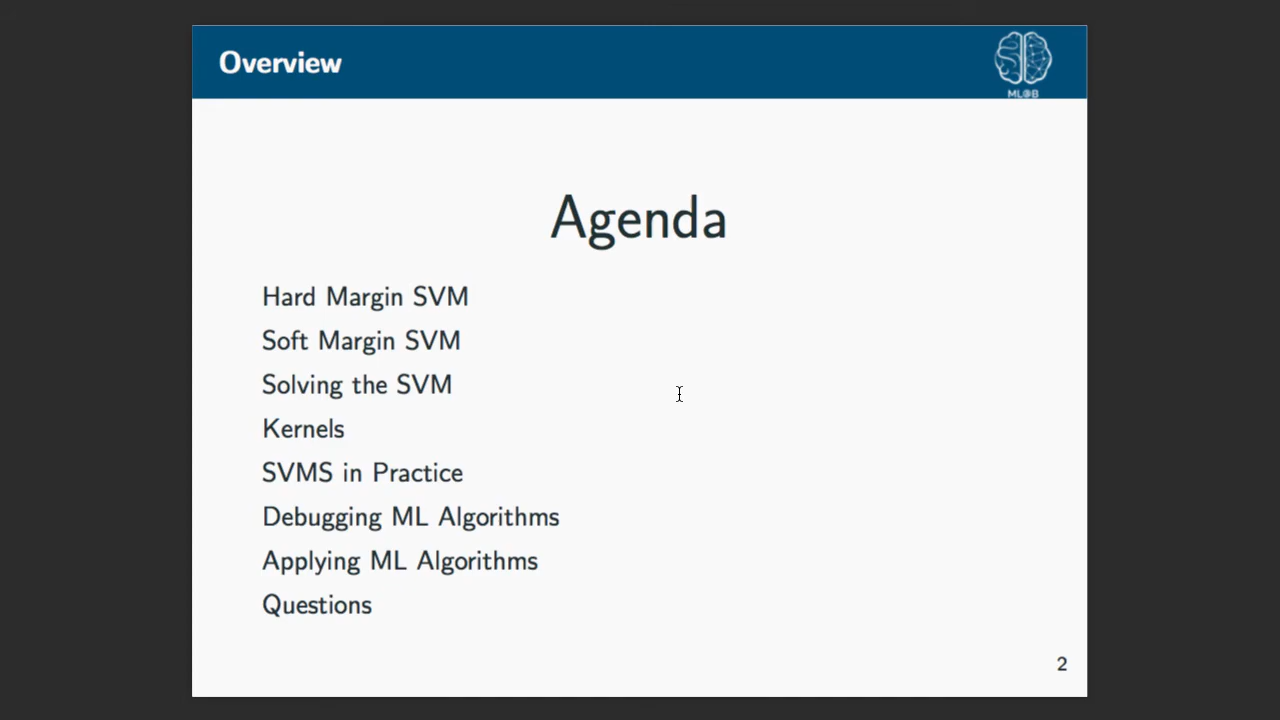 Overview
ML@B
Agenda
Hard Margin SVM
Soft Margin SVM
Solving the SVM
Kernels
SVMS in Practice
Debugging ML Algorithms
Applying ML Algorithms
Questions
2